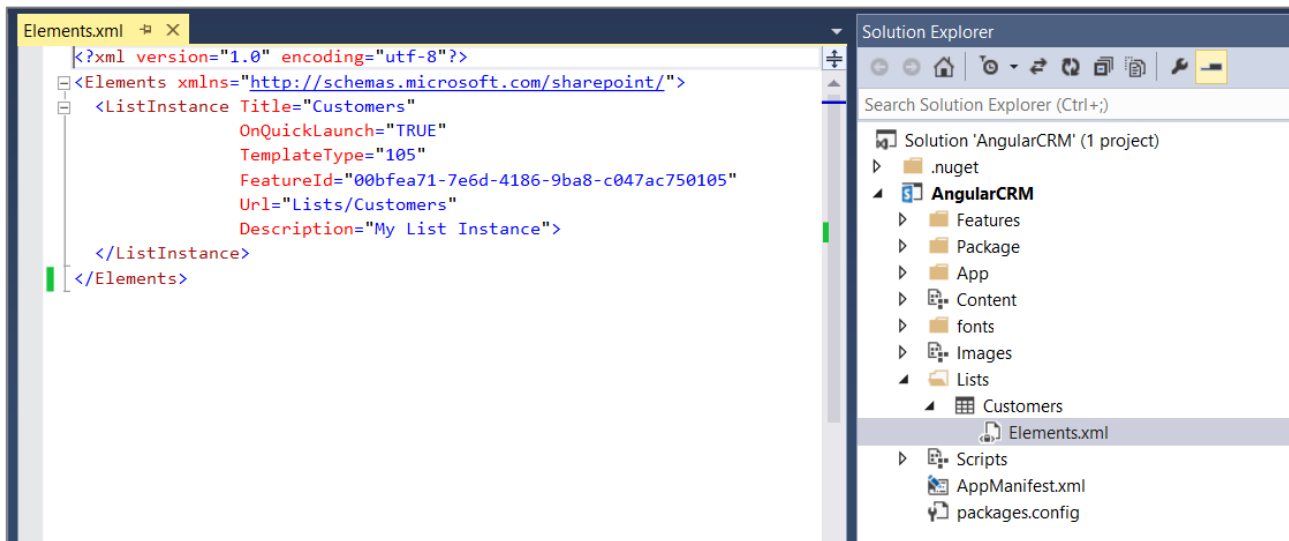 Elements.xml
<?xml version="1.0" encoding="utf-8"?>
<Elements xmlns="http://schemas.microsoft.com/sharepoint/">
<ListInstance Title="Customers"
OnQuickLaunch="TRUE"
TemplateType="105"
FeatureId="00bfea71-7e6d-4186-9ba8-c047ac750105"
Url="Lists/Customers"
Description="My List Instance">
</ListInstance>
</Elements>
Solution Explorer
Search Solution Explorer (Ctrl+;)
Solution 'AngularCRM' (1 project)
.nuget
AngularCRM
Features
Package
App
Content
fonts
Images
Lists
Customers
Elements.xml
Scripts
AppManifest.xml
packages.config